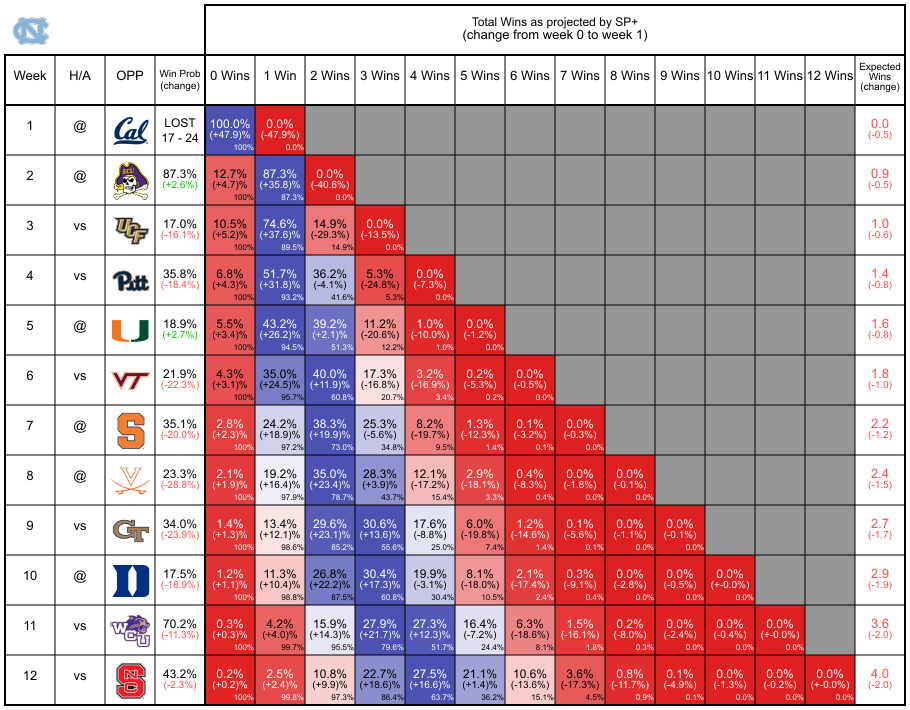 Total Wins as projected by SP+
(change from week 0 to week 1)
Week H/A OPP Win Prob (change) 0 Wins 1 Win 2 Wins 3 Wins 4 Wins 5 Wins 6 Wins 7 Wins 8 Wins 9 Wins 10 Wins 11 Wins 12 Wins Expected Wins (change)
1 @ Cal LOST 100.0% 0.0% 0.0
17 - 24 (+47.9)% (-47.9%) (-0.5)
100% 0.0%
2 @ ECU 87.3% 12.7% 87.3% 0.0% 0.9
(+2.6%) (+4.7)% (+35.8)% (-40.6%) (-0.5)
100% 87.3% 0.0%
3 vs UCF 17.0% 10.5% 74.6% 14.9% 0.0% 1.0
(-16.1%) (+5.2)% (+37.6)% (-29.3%) (-13.5%) (-0.6)
100% 89.5% 14.9% 0.0%
4 vs Pitt 35.8% 6.8% 51.7% 36.2% 5.3% 0.0% 1.4
(-18.4%) (+4.3)% (+31.8)% (-4.1%) (-24.8%) (-7.3%) (-0.8)
100% 93.2% 41.6% 5.3% 0.0%
5 @ U 18.9% 5.5% 43.2% 39.2% 11.2% 1.0% 0.0% 1.6
(+2.7%) (+3.4)% (+26.2)% (+2.1)% (-20.6%) (-10.0%) (-1.2%) (-0.8)
100% 94.5% 51.3% 12.2% 1.0% 0.0%
6 vs VT 21.9% 4.3% 35.0% 40.0% 17.3% 3.2% 0.2% 0.0% 1.8
(-22.3%) (+3.1)% (+24.5)% (+11.9)% (-16.8%) (-16.9%) (-5.3%) (-0.5%) (-1.0)
100% 95.7% 60.8% 20.7% 3.4% 0.2% 0.0%
7 @ S 35.1% 2.8% 24.2% 38.3% 25.3% 8.2% 1.3% 0.1% 0.0% 2.2
(-20.0%) (+2.3)% (+18.9)% (+19.9)% (-5.6%) (-19.7%) (-12.3%) (-3.2%) (-0.3%) (-1.2)
100% 97.2% 73.0% 34.8% 9.5% 1.4% 0.1% 0.0%
8 @ V 23.3% 2.1% 19.2% 35.0% 28.3% 12.1% 2.9% 0.4% 0.0% 0.0% 2.4
(-28.8%) (+1.9)% (+16.4)% (+23.4)% (+3.9)% (-17.2%) (-18.1%) (-8.3%) (-1.8%) (-0.1%) (-1.5)
100% 97.9% 78.7% 43.7% 15.4% 3.3% 0.4% 0.0% 0.0%
9 vs GT 34.0% 1.4% 13.4% 29.6% 30.6% 17.6% 6.0% 1.2% 0.1% 0.0% 0.0% 2.7
(-23.9%) (+1.3)% (+12.1)% (+23.1)% (+13.6)% (-8.8%) (-19.8%) (-14.6%) (-5.6%) (-1.1%) (-0.1%) (-1.7)
100% 98.6% 85.2% 55.6% 25.0% 7.4% 1.4% 0.1% 0.0% 0.0%
10 @ D 17.5% 1.2% 11.3% 26.8% 30.4% 19.9% 8.1% 2.1% 0.3% 0.0% 0.0% 0.0% 2.9
(-18.9%) (+1.1)% (+10.4)% (+22.2)% (+17.3)% (-3.1%) (-18.0%) (-17.4%) (-9.1%) (-2.8%) (-0.5%) (+-0.0%) (-1.9)
100% 98.8% 87.5% 60.8% 30.4% 10.5% 2.4% 0.4% 0.0% 0.0% 0.0%
11 vs WCU 70.2% 0.3% 4.2% 15.9% 27.9% 27.3% 16.4% 6.3% 1.5% 0.2% 0.0% 0.0% 0.0% 3.6
(-11.3%) (+0.3)% (+4.0)% (+14.3)% (+21.7)% (+12.3)% (-7.2%) (-18.6%) (-16.1%) (-8.0%) (-2.4%) (-0.4%) (+-0.0%) (-2.0)
100% 99.7% 95.5% 79.6% 51.7% 24.4% 8.1% 1.8% 0.3% 0.0% 0.0% 0.0%
12 vs S 43.2% 0.2% 2.5% 10.8% 22.7% 27.5% 21.1% 10.6% 3.6% 0.8% 0.1% 0.0% 0.0% 0.0% 4.0
(-2.3%) (+0.2)% (+2.4)% (+9.9)% (+18.6)% (+16.6)% (+1.4)% (-13.6%) (-17.3%) (-11.7%) (-4.9%) (-1.3%) (-0.2%) (+-0.0%) (-2.0)
100% 99.8% 97.3% 86.4% 63.7% 36.2% 15.1% 4.5% 0.9% 0.1% 0.0% 0.0% 0.0%